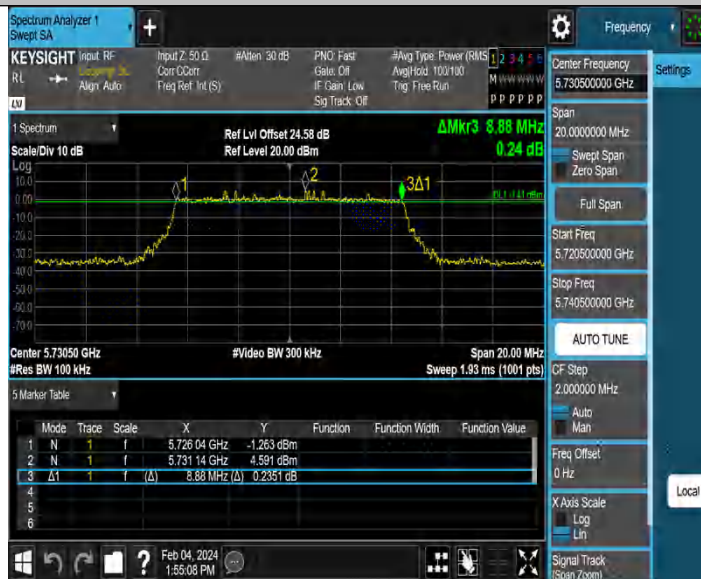 Spectrum Analyzer 1
Swept SA
Frequency
KEYSIGHT
Input: RF
Input Z: 50 Ω
#Atten: 30 dB
PNO: Fast
#Avg Type: Power (RMS
1 2 3 4 5 6
RL
Corr CCorr
Gate: Off
Avg|Hold: 100/100
M W W W W W
Align: Auto
Freq Ref: Int (S)
IF Gain: Low
Trig: Free Run
P P P P P P
Sig Track: Off
LXI
1 Spectrum
Ref Lvl Offset 24.58 dB
ΔMkr3 8.88 MHz
Scale/Div 10 dB
Ref Level 20.00 dBm
0.24 dB
Log
10.0
0.00
-10.0
-20.0
-30.0
-40.0
-50.0
-60.0
-70.0
1
2
3Δ1
Center 5.73050 GHz
#Video BW 300 kHz
Span 20.00 MHz
#Res BW 100 kHz
Sweep 1.93 ms (1001 pts)
5 Marker Table
Mode Trace Scale X Y Function Function Width Function Value
1 N 1 f 5.726 04 GHz -1.263 dBm
2 N 1 f 5.731 14 GHz 4.591 dBm
3 Δ1 1 f (Δ) 8.88 MHz (Δ) 0.2351 dB
4
5
6
Feb 04, 2024
1:55:08 PM
Center Frequency
5.730500000 GHz
Settings
Span
20.0000000 MHz
Swept Span
Zero Span
Full Span
Start Freq
5.720500000 GHz
Stop Freq
5.740500000 GHz
AUTO TUNE
CF Step
2.000000 MHz
Auto
Man
Freq Offset
0 Hz
Local
X Axis Scale
Log
Lin
Signal Track
(Span Zoom)